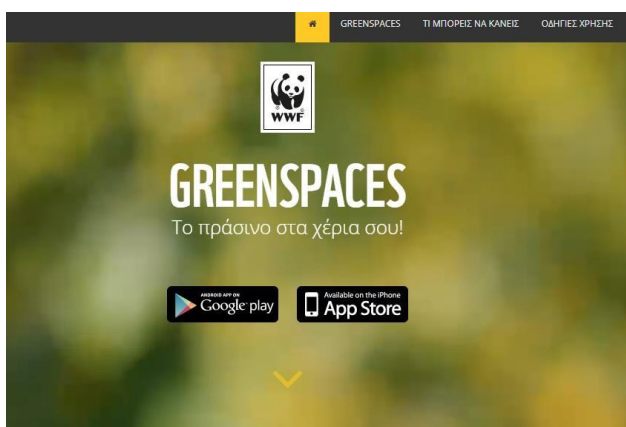 GREENSPACES ΤΙ ΜΠΟΡΕΙΣ ΝΑ ΚΑΝΕΙΣ ΟΔΗΓΙΕΣ ΧΡΗΣΗΣ
WWF
GREENSPACES
Το πράσινο στα χέρια σου!
ANDROID APP ON
Google play
Available on the iPhone
App Store